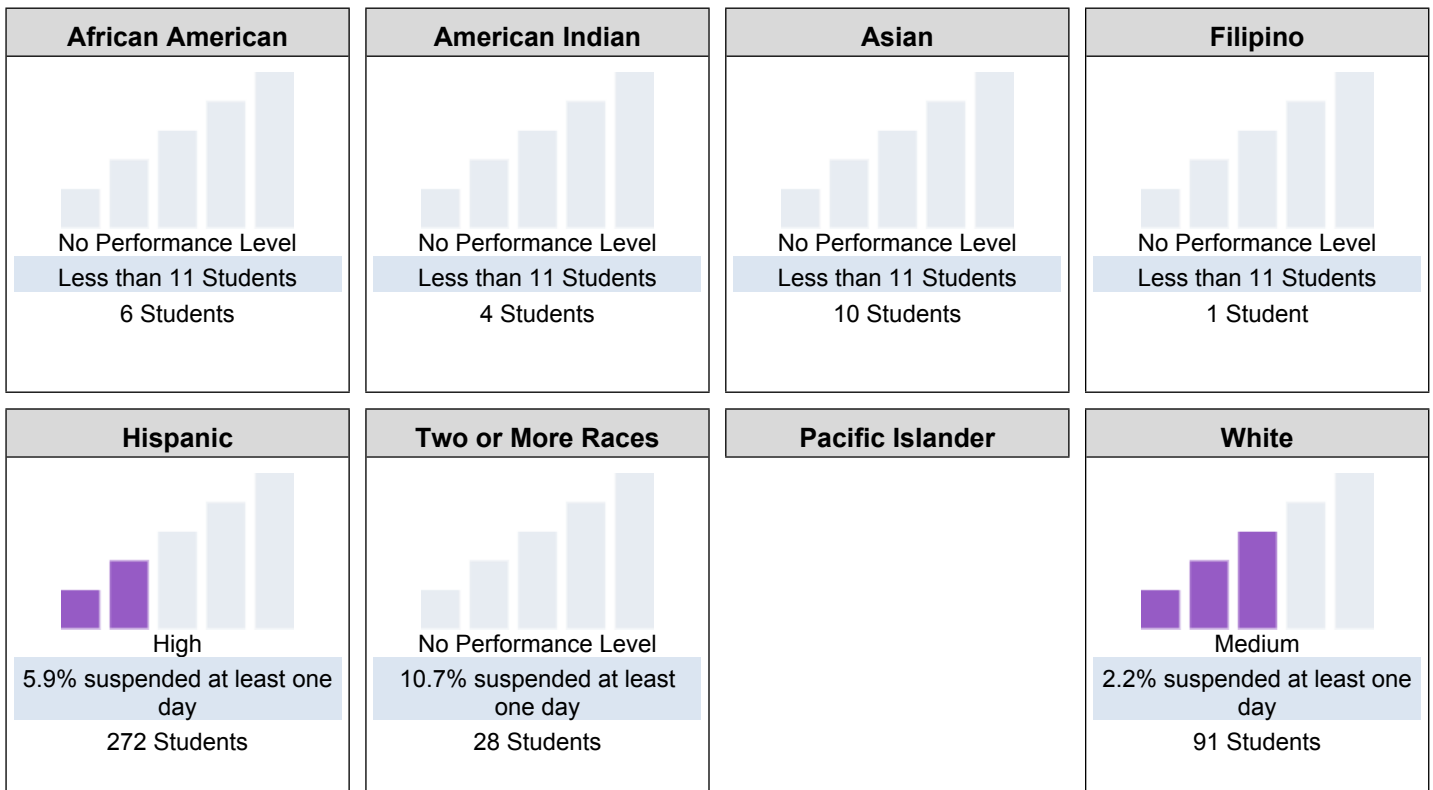 African American
No Performance Level
Less than 11 Students
6 Students
American Indian
No Performance Level
Less than 11 Students
4 Students
Asian
No Performance Level
Less than 11 Students
10 Students
Filipino
No Performance Level
Less than 11 Students
1 Student
Hispanic
High
5.9% suspended at least one
day
272 Students
Two or More Races
No Performance Level
10.7% suspended at least
one day
28 Students
Pacific Islander
White
Medium
2.2% suspended at least one
day
91 Students